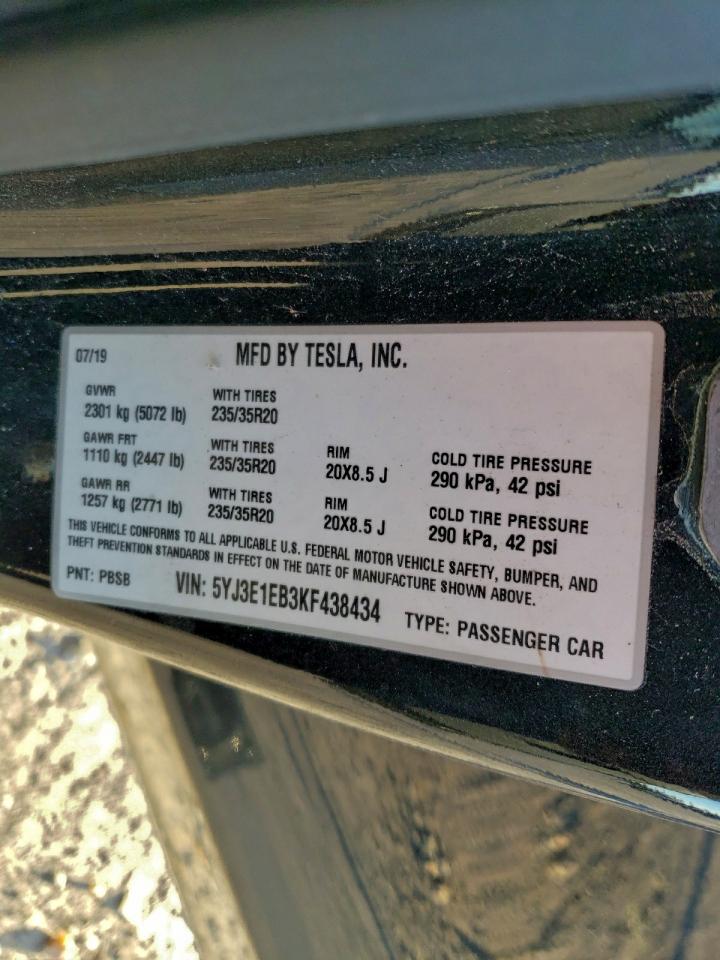 07/19 MFD BY TESLA, INC.
GVWR WITH TIRES
2301 kg (5072 lb) 235/35R20
GAWR FRT WITH TIRES RIM COLD TIRE PRESSURE
1110 kg (2447 lb) 235/35R20 20X8.5 J 290 kPa, 42 psi
GAWR RR WITH TIRES RIM COLD TIRE PRESSURE
1257 kg (2771 lb) 235/35R20 20X8.5 J 290 kPa, 42 psi
THIS VEHICLE CONFORMS TO ALL APPLICABLE U.S. FEDERAL MOTOR VEHICLE SAFETY, BUMPER, AND
THEFT PREVENTION STANDARDS IN EFFECT ON THE DATE OF MANUFACTURE SHOWN ABOVE.
PNT: PBSB VIN: 5YJ3E1EB3KF438434 TYPE: PASSENGER CAR